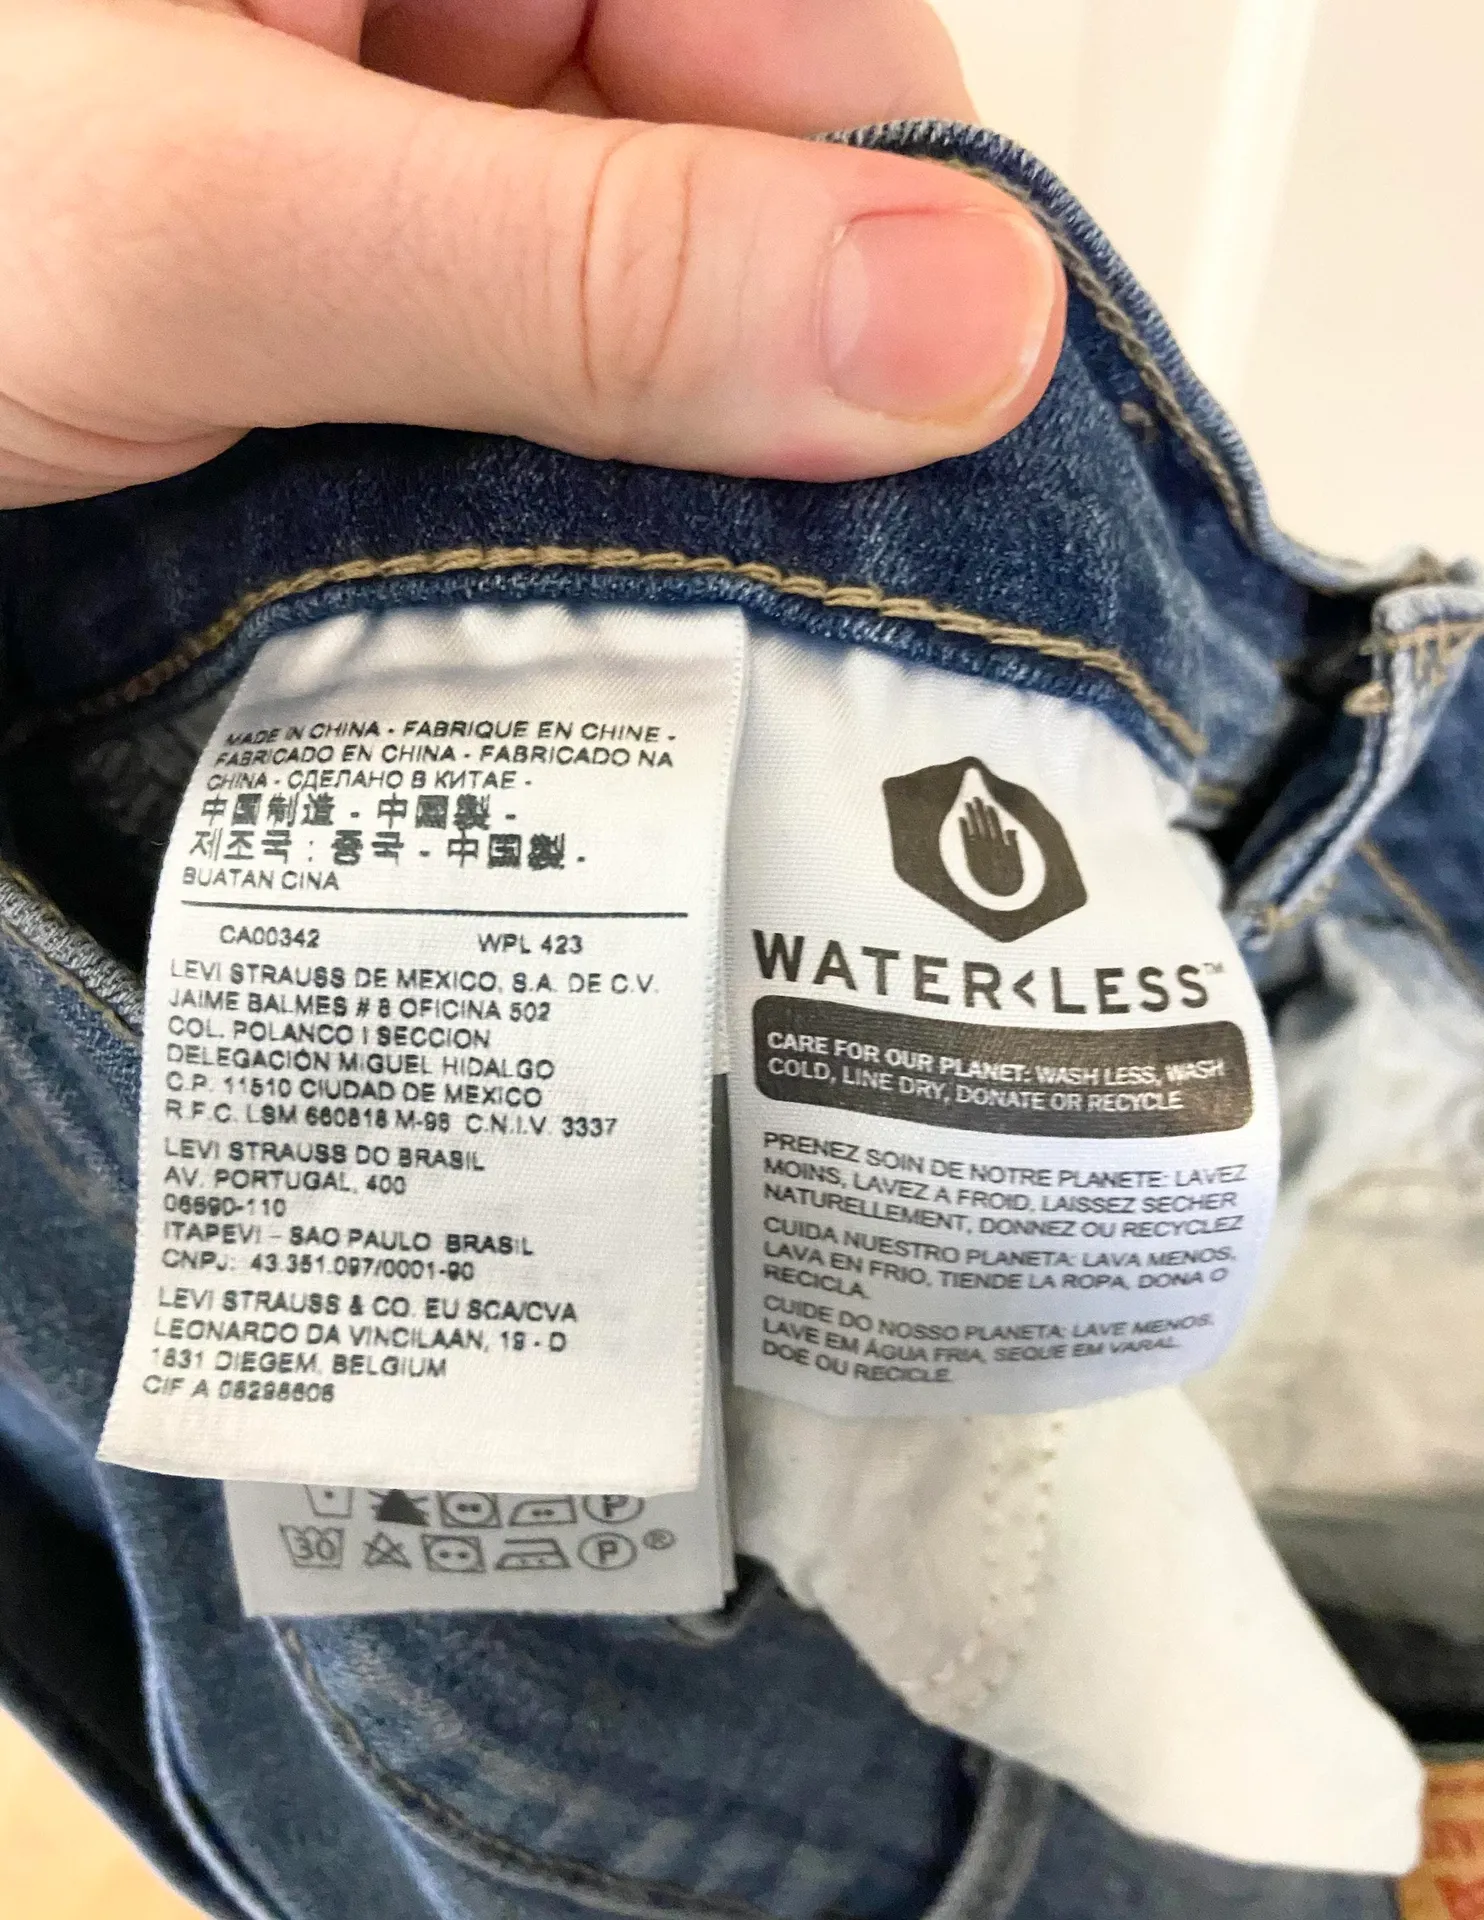 MADE IN CHINA - FABRIQUE EN CHINE -
FABRICADO EN CHINA - FABRICADO NA
CHINA - СДЕЛАНО В КИТАЕ -
中国制造 - 中國製 -
제조국 : 중국 - 中国製 -
BUATAN CINA
CA00342 WPL 423
LEVI STRAUSS DE MEXICO, S.A. DE C.V.
JAIME BALMES # 8 OFICINA 502
COL. POLANCO I SECCION
DELEGACIÓN MIGUEL HIDALGO
C.P. 11510 CIUDAD DE MEXICO
R.F.C. LSM 660818 M-98 C.N.I.V. 3337
LEVI STRAUSS DO BRASIL
AV. PORTUGAL, 400
06690-110
ITAPEVI - SAO PAULO BRASIL
CNPJ: 43.351.097/0001-90
LEVI STRAUSS & CO. EU SCA/CVA
LEONARDO DA VINCILAAN, 19 - D
1831 DIEGEM, BELGIUM
CIF A
P
30 P ®
WATER<LESS™
CARE FOR OUR PLANET: WASH LESS, WASH
COLD, LINE DRY, DONATE OR RECYCLE
PRENEZ SOIN DE NOTRE PLANETE: LAVEZ
MOINS, LAVEZ A FROID, LAISSEZ SECHER
NATURELLEMENT, DONNEZ OU RECYCLEZ
CUIDA NUESTRO PLANETA: LAVA MENOS,
LAVA EN FRIO, TIENDE LA ROPA, DONA O
RECICLA.
CUIDE DO NOSSO PLANETA: LAVE MENOS,
LAVE EM ÁGUA FRIA, SEQUE EM VARAL,
DOE OU RECICLE.